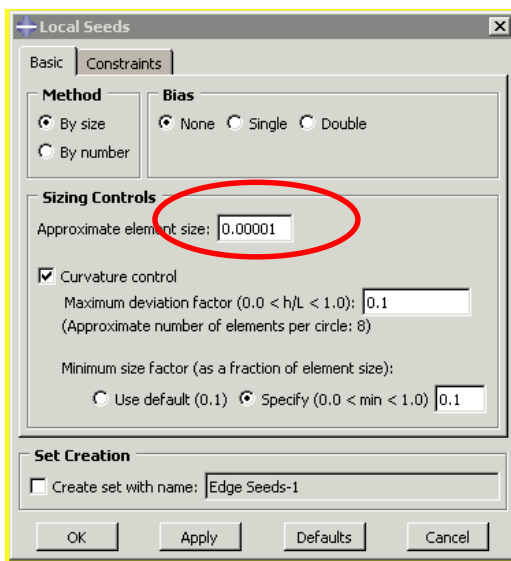 Local Seeds
Basic Constraints
Method Bias
By size None Single Double
By number
Sizing Controls
Approximate element size: 0.00001
Curvature control
Maximum deviation factor (0.0 < h/L < 1.0): 0.1
(Approximate number of elements per circle: 8)
Minimum size factor (as a fraction of element size):
Use default (0.1) Specify (0.0 < min < 1.0) 0.1
Set Creation
Create set with name: Edge Seeds-1
OK Apply Defaults Cancel